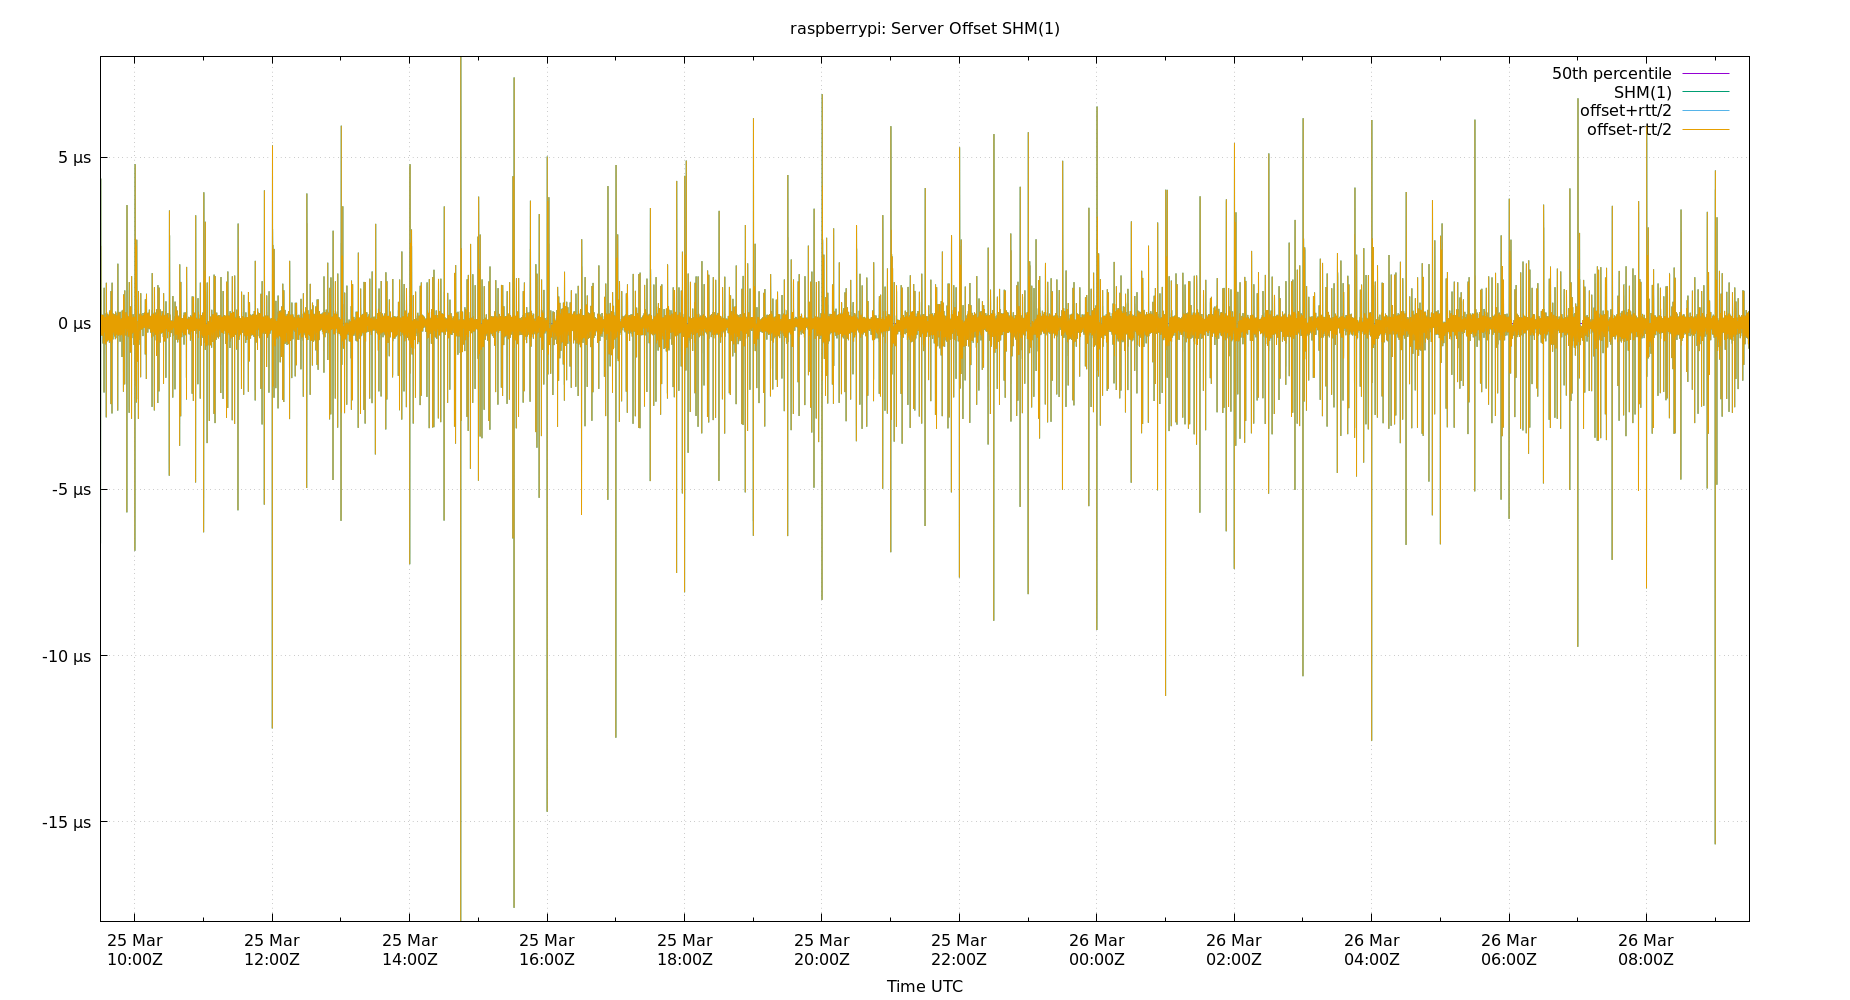 raspberrypi: Server Offset SHM(1)
50th percentile
SHM(1)
offset+rtt/2
offset-rtt/2
5 µs
0 µs
-5 µs
-10 µs
-15 µs
25 Mar 25 Mar 25 Mar 25 Mar 25 Mar 25 Mar 25 Mar 26 Mar 26 Mar 26 Mar 26 Mar 26 Mar
10:00Z 12:00Z 14:00Z 16:00Z 18:00Z 20:00Z 22:00Z 00:00Z 02:00Z 04:00Z 06:00Z 08:00Z
Time UTC